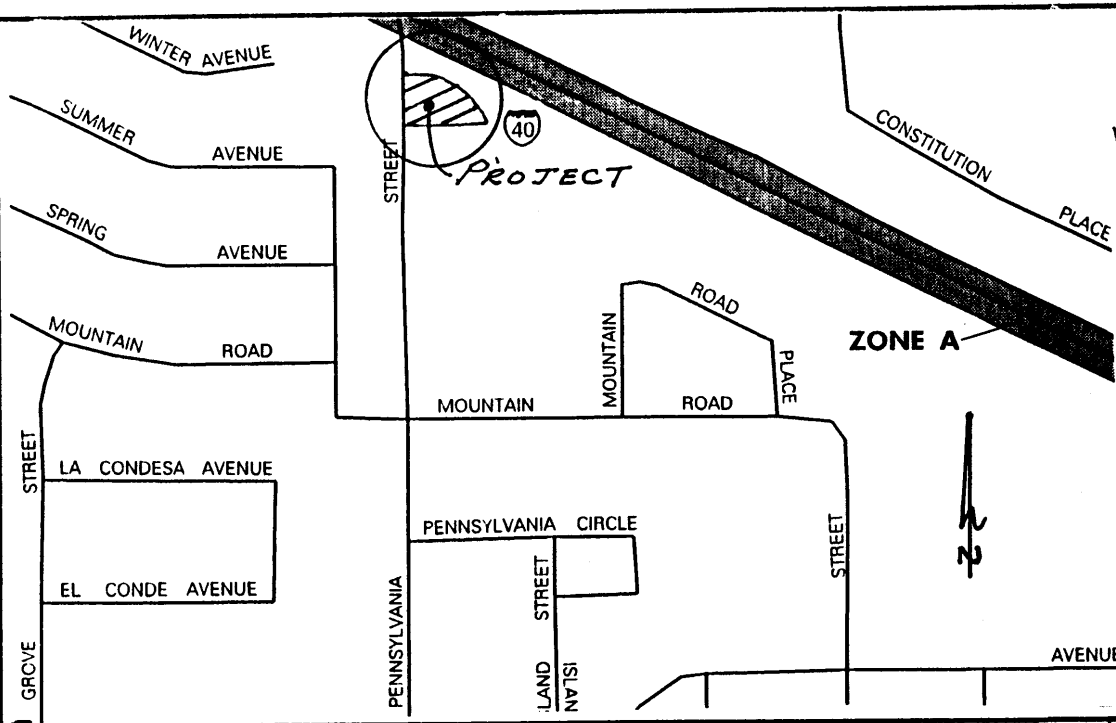 WINTER AVENUE
SUMMER
AVENUE
SPRING
AVENUE
MOUNTAIN
ROAD
STREET
40
PROJECT
CONSTITUTION
PLACE
ROAD
MOUNTAIN
PLACE
ZONE A
MOUNTAIN
ROAD
STREET
LA CONDESA AVENUE
EL CONDE AVENUE
GROVE
PENNSYLVANIA CIRCLE
PENNSYLVANIA
STREET
LAND
ISLAN
STREET
N
AVENUE